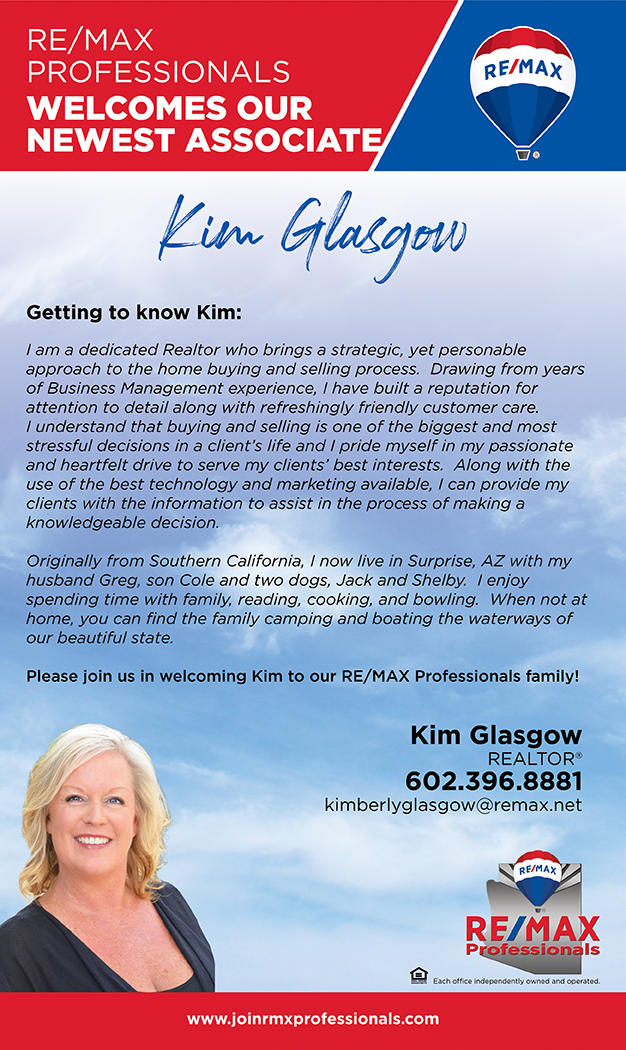 RE/MAX
PROFESSIONALS
WELCOMES OUR
NEWEST ASSOCIATE
RE/MAX
®
Kim Glasgow
Getting to know Kim:
I am a dedicated Realtor who brings a strategic, yet personable
approach to the home buying and selling process.  Drawing from years
of Business Management experience, I have built a reputation for
attention to detail along with refreshingly friendly customer care.
I understand that buying and selling is one of the biggest and most
stressful decisions in a client's life and I pride myself in my passionate
and heartfelt drive to serve my clients' best interests.  Along with the
use of the best technology and marketing available, I can provide my
clients with the information to assist in the process of making a
knowledgeable decision.
Originally from Southern California, I now live in Surprise, AZ with my
husband Greg, son Cole and two dogs, Jack and Shelby.  I enjoy
spending time with family, reading, cooking, and bowling.  When not at
home, you can find the family camping and boating the waterways of
our beautiful state.
Please join us in welcoming Kim to our RE/MAX Professionals family!
Kim Glasgow
REALTOR®
602.396.8881
kimberlyglasgow@remax.net
RE/MAX
RE/MAX
Professionals
Each office independently owned and operated.
www.joinrmxprofessionals.com